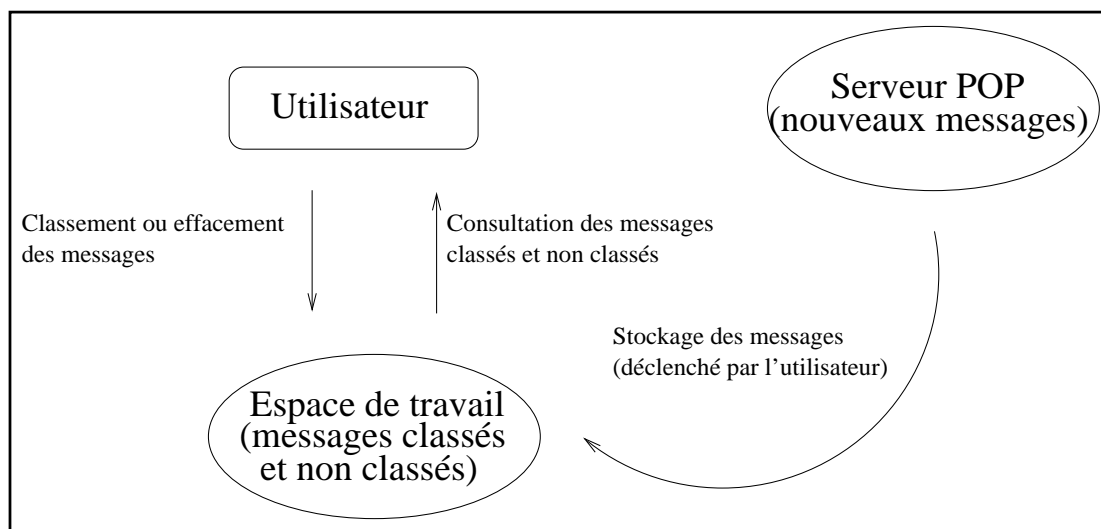 Utilisateur
Serveur POP
(nouveaux messages)
Classement ou effacement
des messages
Consultation des messages
classés et non classés
Stockage des messages
(déclenché par l’utilisateur)
Espace de travail
(messages classés
et non classés)